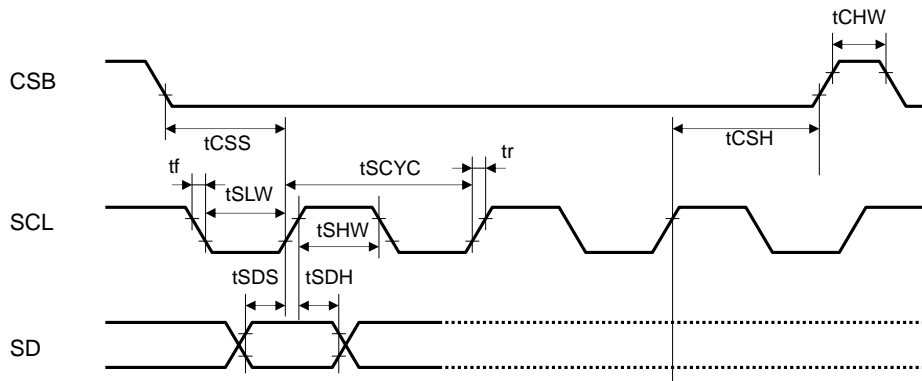 tCHW
CSB
tCSS
tCSH
tf
tSLW
tSCYC
tr
SCL
tSHW
tSDS
tSDH
SD